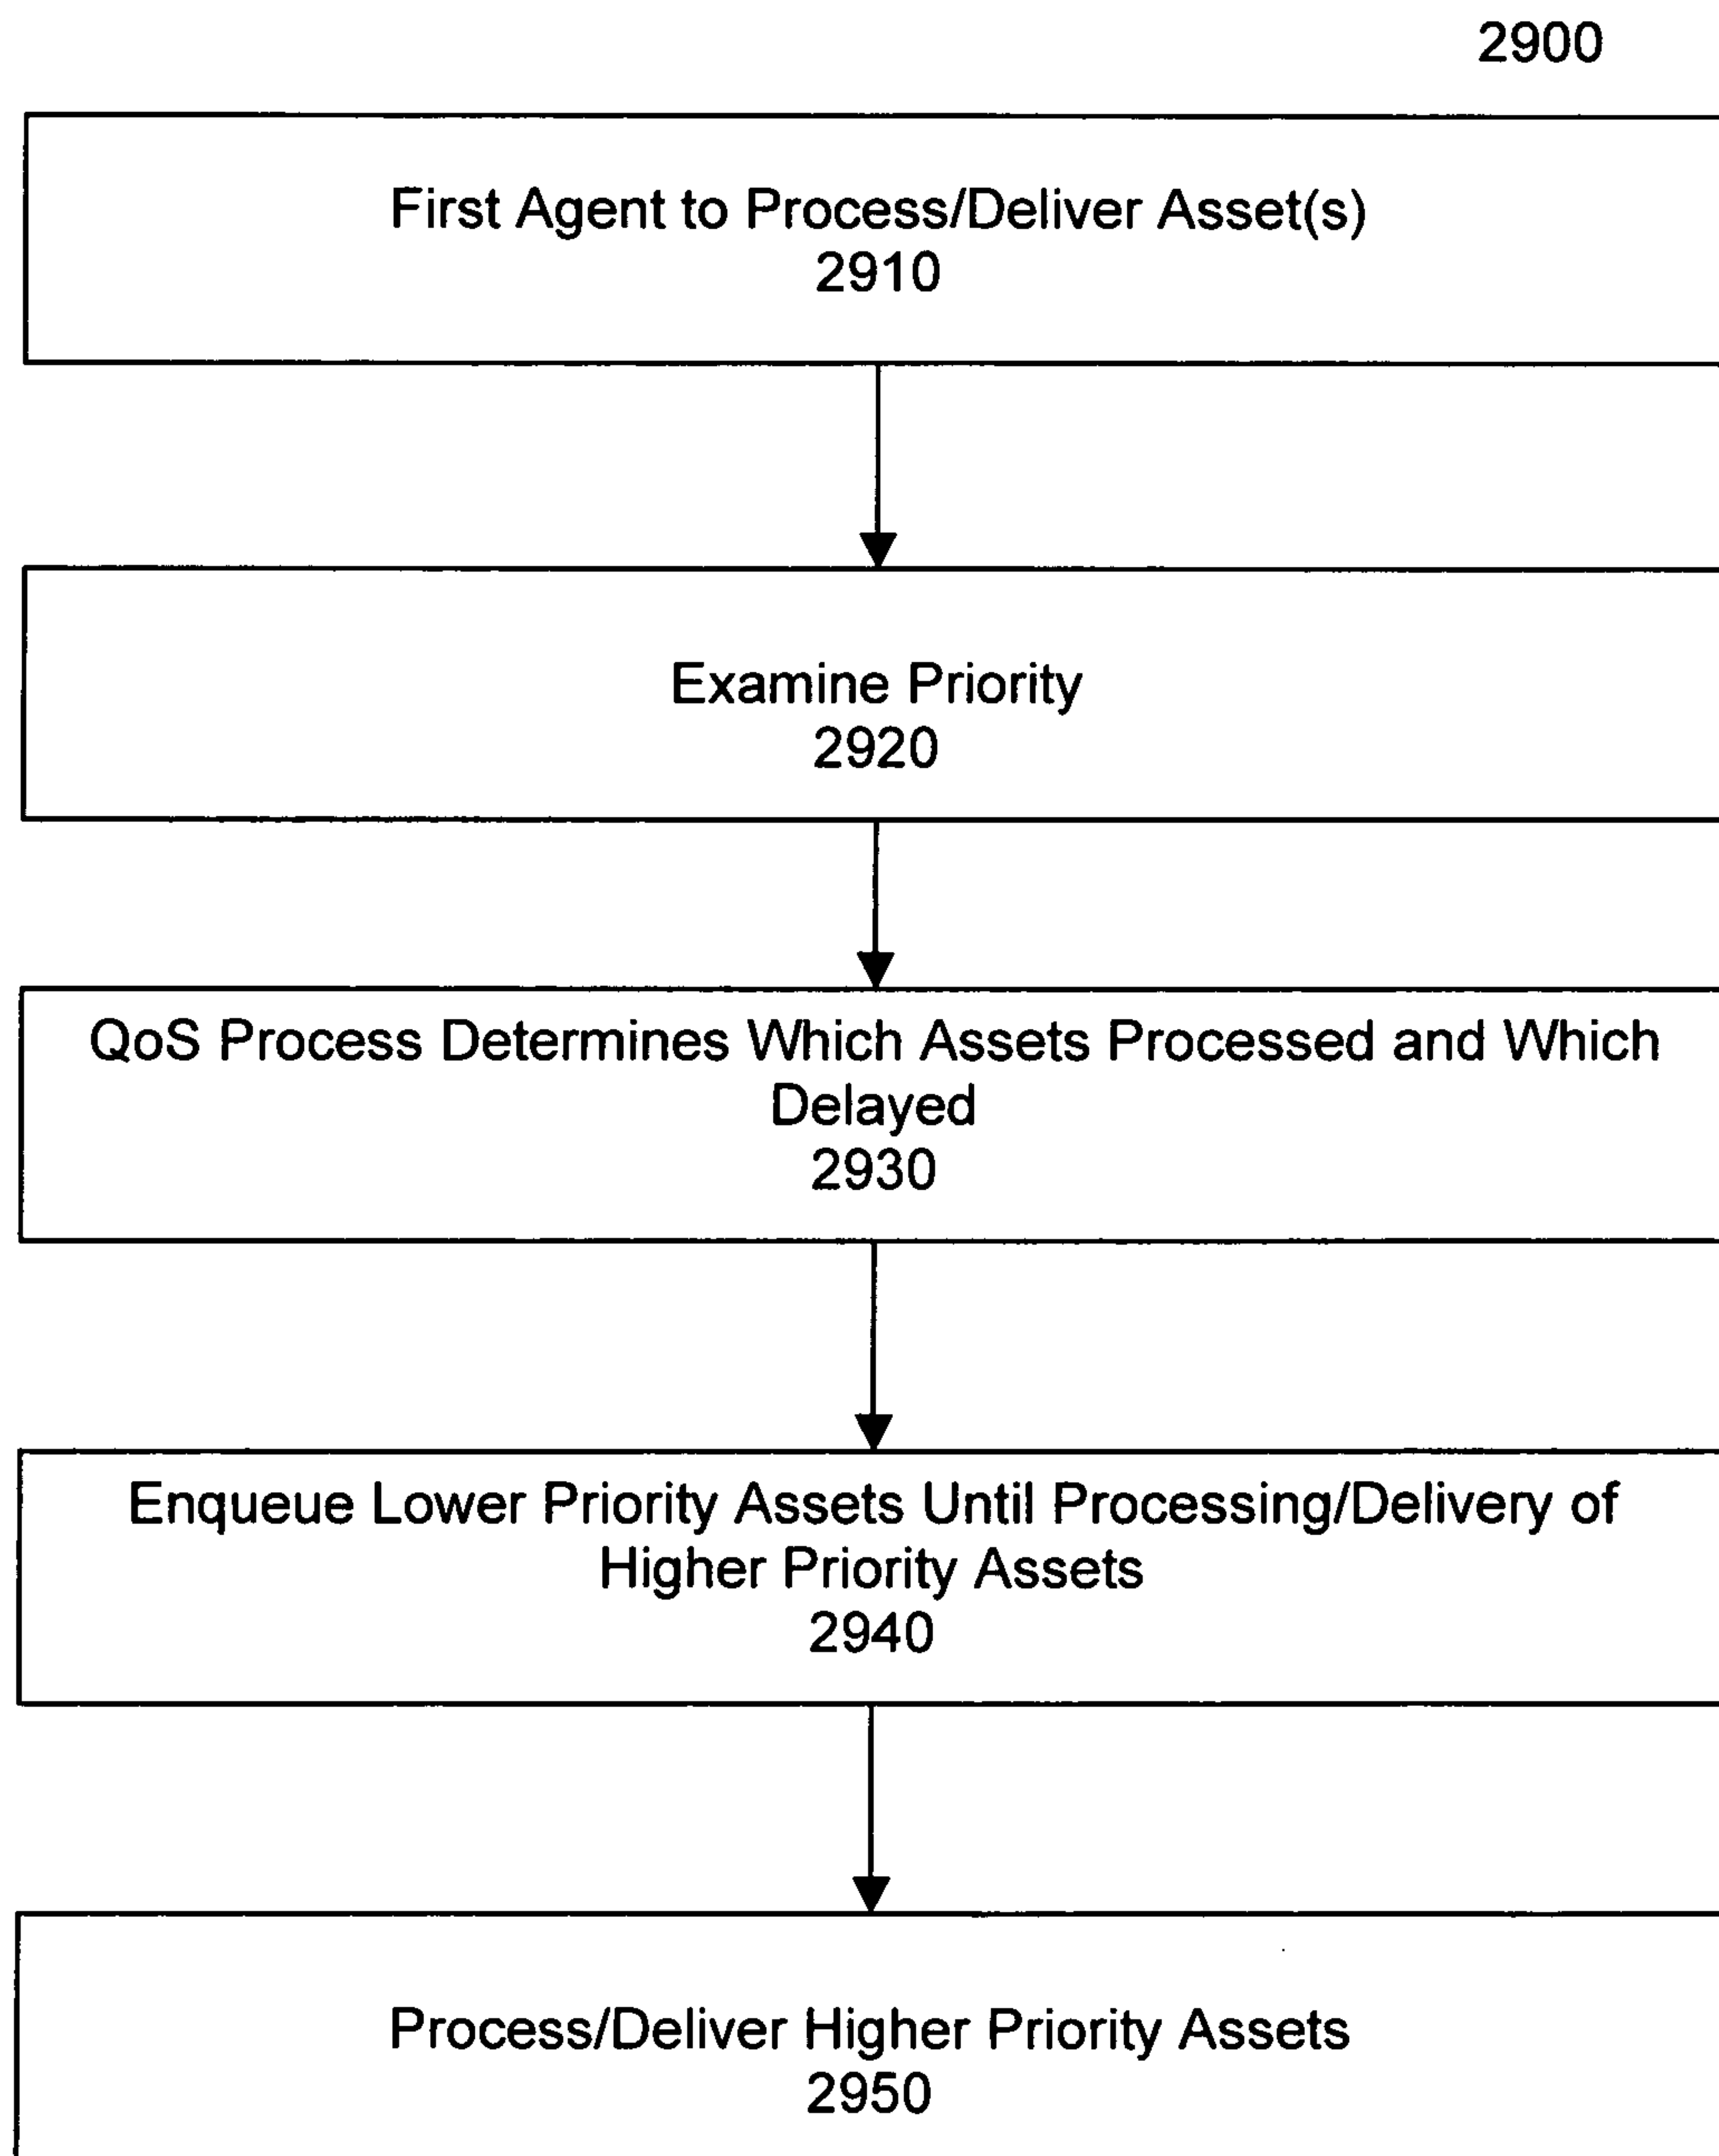 2900
First Agent to Process/Deliver Asset(s)
2910
Examine Priority
2920
QoS Process Determines Which Assets Processed and Which
Delayed
2930
Enqueue Lower Priority Assets Until Processing/Delivery of
Higher Priority Assets
2940
Process/Deliver Higher Priority Assets
2950